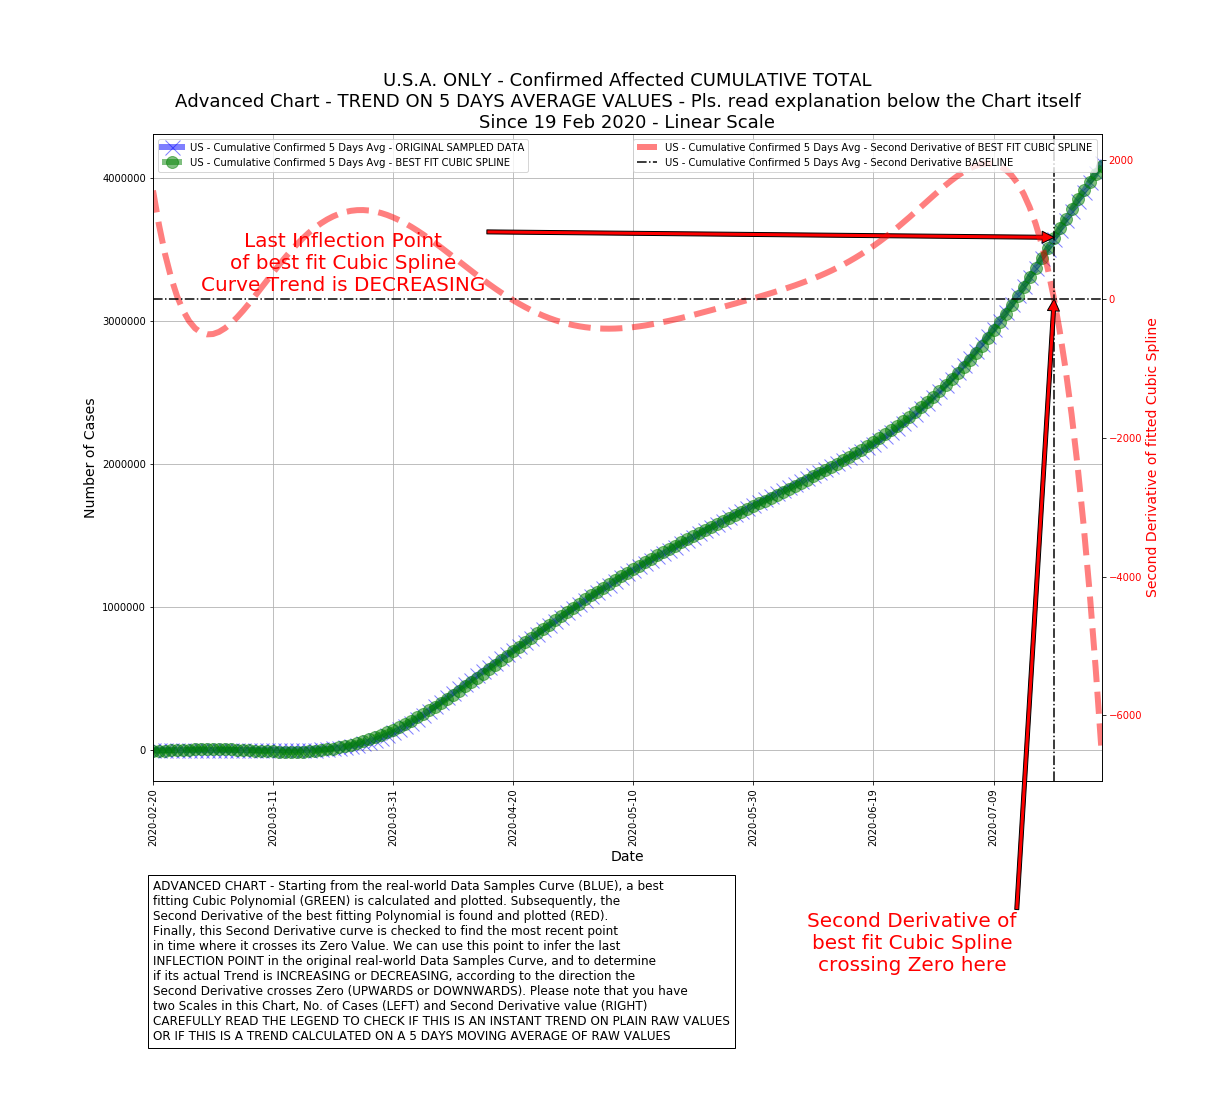 U.S.A. ONLY - Confirmed Affected CUMULATIVE TOTAL
Advanced Chart - TREND ON 5 DAYS AVERAGE VALUES - Pls. read explanation below the Chart itself
Since 19 Feb 2020 - Linear Scale
US - Cumulative Confirmed 5 Days Avg - ORIGINAL SAMPLED DATA
US - Cumulative Confirmed 5 Days Avg - BEST FIT CUBIC SPLINE
US - Cumulative Confirmed 5 Days Avg - Second Derivative of BEST FIT CUBIC SPLINE
US - Cumulative Confirmed 5 Days Avg - Second Derivative BASELINE
Last Inflection Point
of best fit Cubic Spline
Curve Trend is DECREASING
Number of Cases
4000000
3000000
2000000
1000000
0
2000
0
−2000
−4000
−6000
Second Derivative of fitted Cubic Spline
2020-02-20
2020-03-11
2020-03-31
2020-04-20
2020-05-10
2020-05-30
2020-06-19
2020-07-09
Date
ADVANCED CHART - Starting from the real-world Data Samples Curve (BLUE), a best
fitting Cubic Polynomial (GREEN) is calculated and plotted. Subsequently, the
Second Derivative of the best fitting Polynomial is found and plotted (RED).
Finally, this Second Derivative curve is checked to find the most recent point
in time where it crosses its Zero Value. We can use this point to infer the last
INFLECTION POINT in the original real-world Data Samples Curve, and to determine
if its actual Trend is INCREASING or DECREASING, according to the direction the
Second Derivative crosses Zero (UPWARDS or DOWNWARDS). Please note that you have
two Scales in this Chart, No. of Cases (LEFT) and Second Derivative value (RIGHT)
CAREFULLY READ THE LEGEND TO CHECK IF THIS IS AN INSTANT TREND ON PLAIN RAW VALUES
OR IF THIS IS A TREND CALCULATED ON A 5 DAYS MOVING AVERAGE OF RAW VALUES
Second Derivative of
best fit Cubic Spline
crossing Zero here